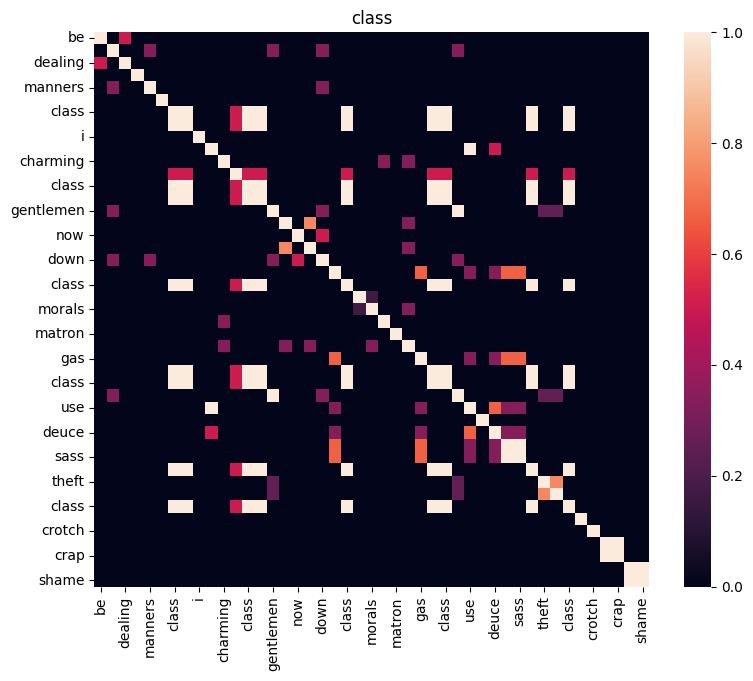 class
be
dealing
manners
class
i
charming
class
gentlemen
now
down
class
morals
matron
gas
class
use
deuce
sass
theft
class
crotch
crap
shame
be
dealing
manners
class
i
charming
class
gentlemen
now
down
class
morals
matron
gas
class
use
deuce
sass
theft
class
crotch
crap
shame
1.0
0.8
0.6
0.4
0.2
0.0